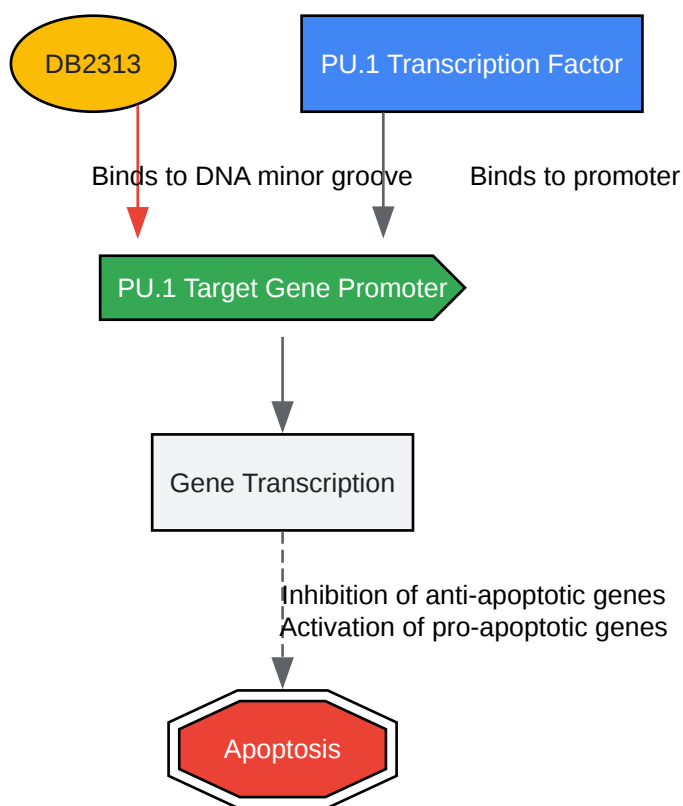 DB2313
PU.1 Transcription Factor
Binds to DNA minor groove
Binds to promoter
PU.1 Target Gene Promoter
Gene Transcription
Inhibition of anti-apoptotic genes
Activation of pro-apoptotic genes
Apoptosis